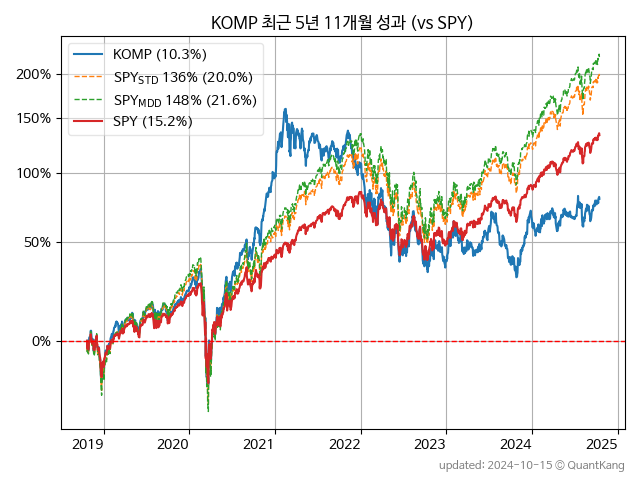 KOMP 최근 5년 11개월 성과 (vs SPY)
KOMP (10.3%)
SPY_STD 136% (20.0%)
SPY_MDD 148% (21.6%)
SPY (15.2%)
200%
150%
100%
50%
0%
2019 2020 2021 2022 2023 2024 2025
updated: 2024-10-15 © QuantKang